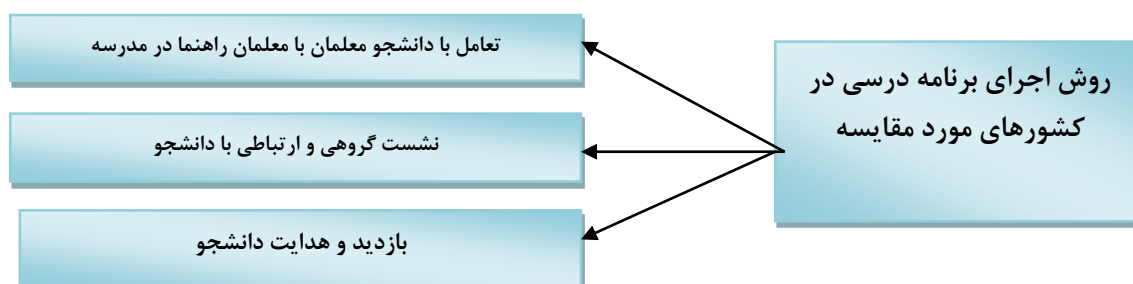 روش اجرای برنامه درسی در
کشورهای مورد مقایسه
تعامل با دانشجو معلمان با معلمان راهنما در مدرسه
نشست گروهی و ارتباطی با دانشجو
بازدید و هدایت دانشجو